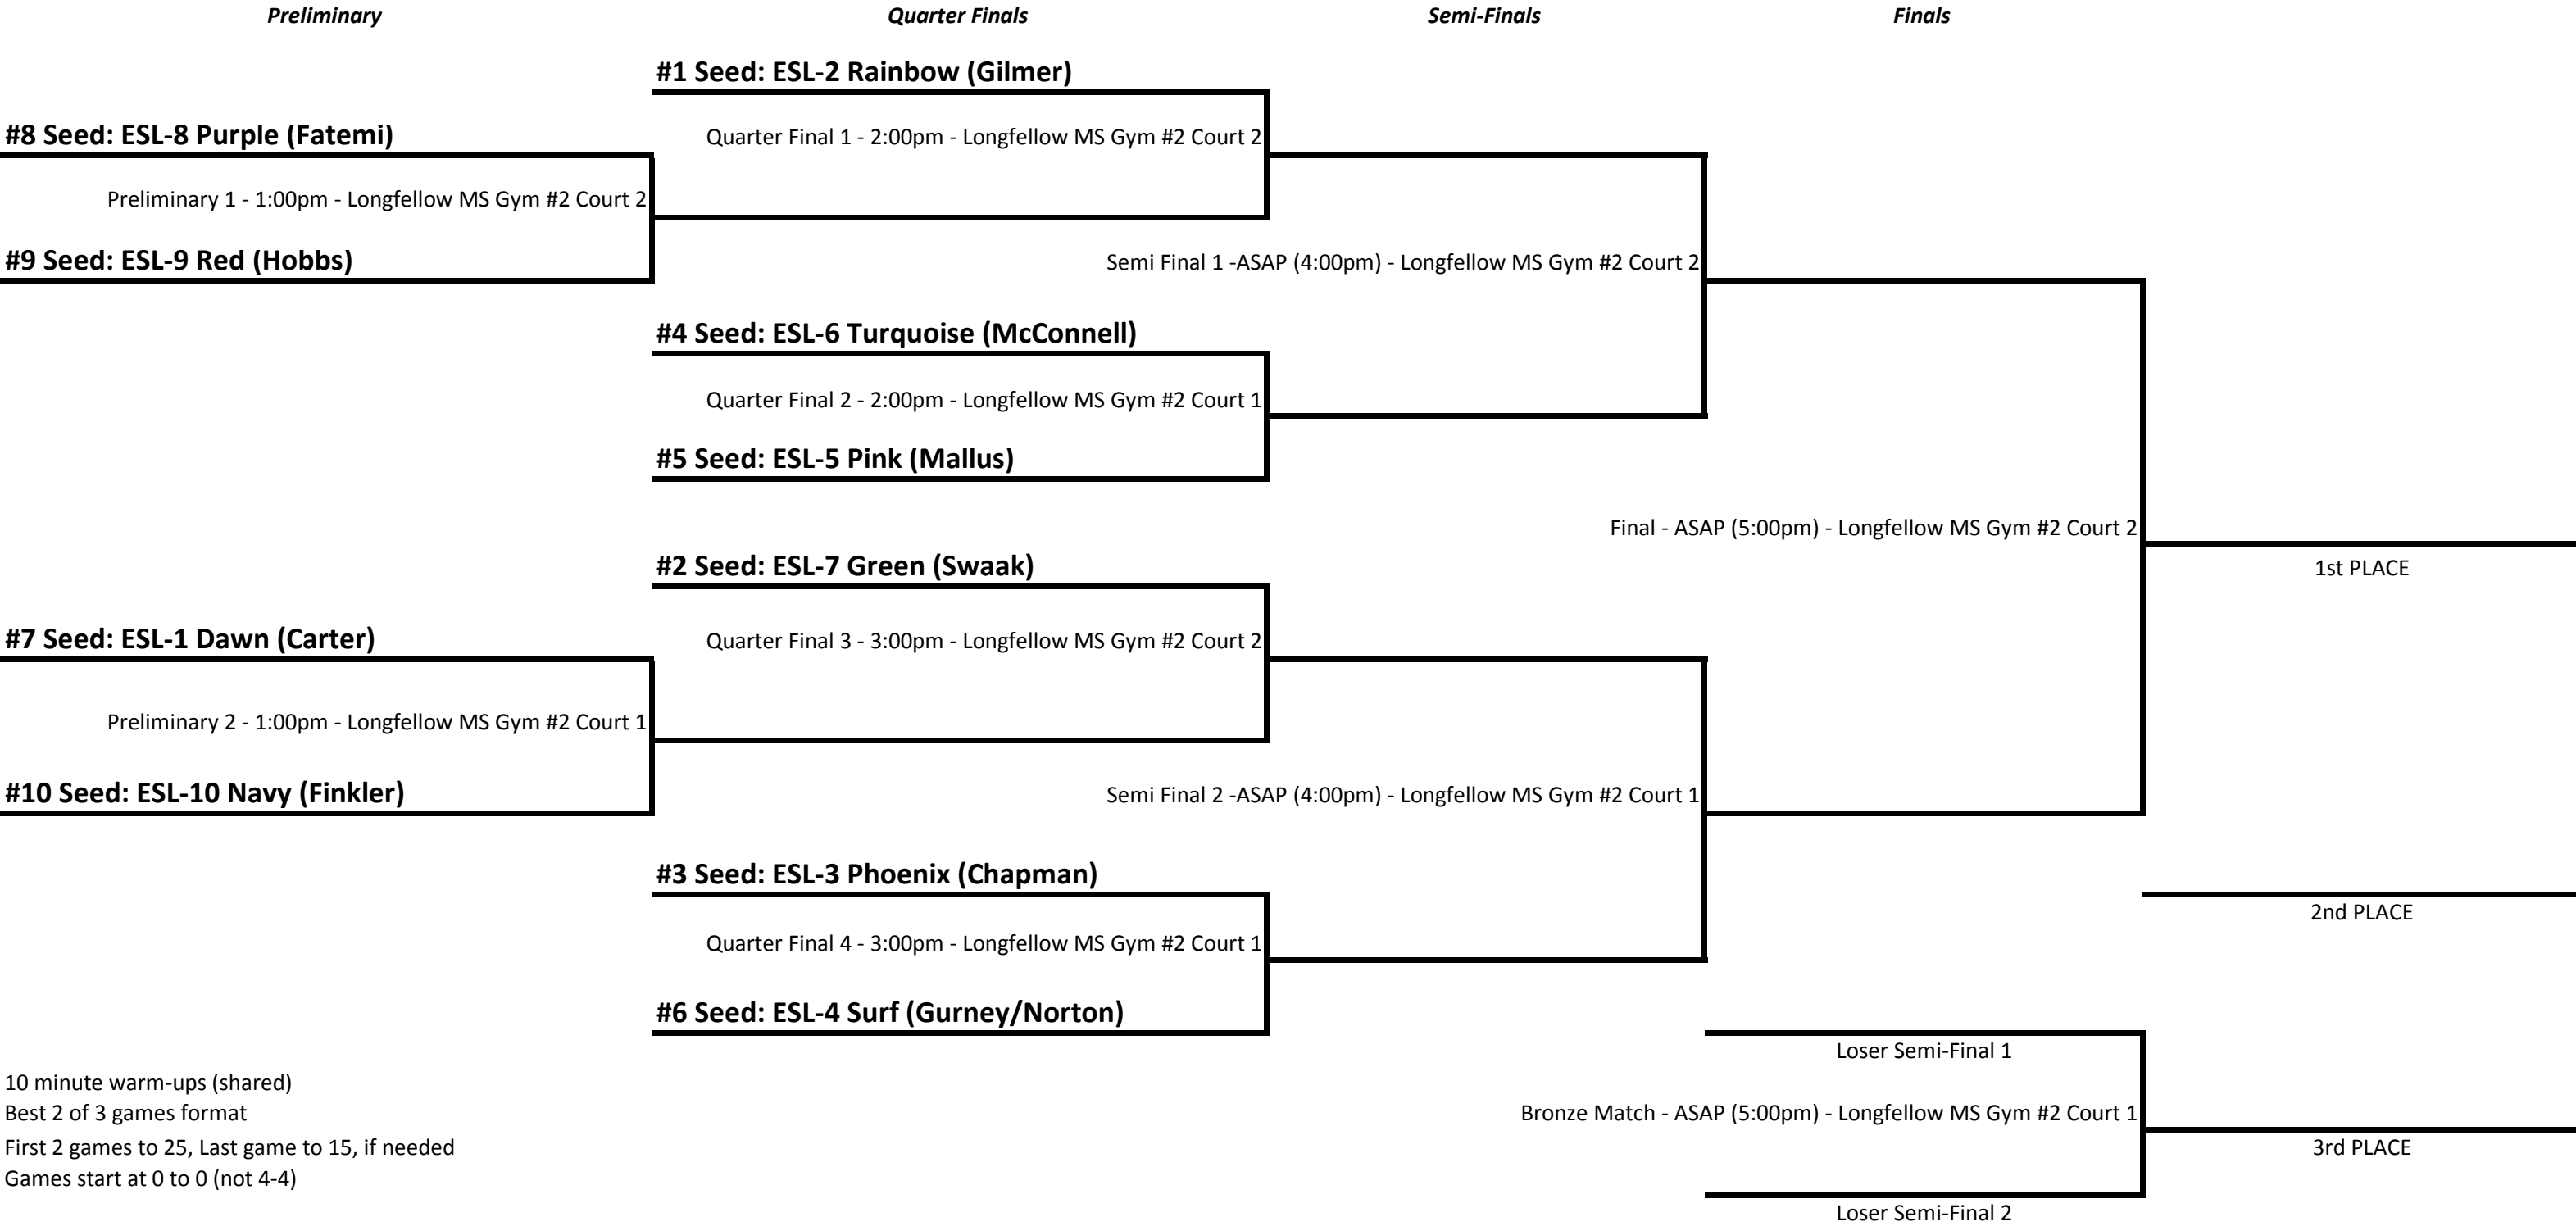 Preliminary
Quarter Finals
Semi-Finals
Finals
#1 Seed: ESL-2 Rainbow (Gilmer)
#8 Seed: ESL-8 Purple (Fatemi)
Quarter Final 1 - 2:00pm - Longfellow MS Gym #2 Court 2
Preliminary 1 - 1:00pm - Longfellow MS Gym #2 Court 2
#9 Seed: ESL-9 Red (Hobbs)
Semi Final 1 -ASAP (4:00pm) - Longfellow MS Gym #2 Court 2
#4 Seed: ESL-6 Turquoise (McConnell)
Quarter Final 2 - 2:00pm - Longfellow MS Gym #2 Court 1
#5 Seed: ESL-5 Pink (Mallus)
Final - ASAP (5:00pm) - Longfellow MS Gym #2 Court 2
#2 Seed: ESL-7 Green (Swaak)
1st PLACE
#7 Seed: ESL-1 Dawn (Carter)
Quarter Final 3 - 3:00pm - Longfellow MS Gym #2 Court 2
Preliminary 2 - 1:00pm - Longfellow MS Gym #2 Court 1
#10 Seed: ESL-10 Navy (Finkler)
Semi Final 2 -ASAP (4:00pm) - Longfellow MS Gym #2 Court 1
#3 Seed: ESL-3 Phoenix (Chapman)
2nd PLACE
Quarter Final 4 - 3:00pm - Longfellow MS Gym #2 Court 1
#6 Seed: ESL-4 Surf (Gurney/Norton)
Loser Semi-Final 1
10 minute warm-ups (shared)
Best 2 of 3 games format
Bronze Match - ASAP (5:00pm) - Longfellow MS Gym #2 Court 1
First 2 games to 25, Last game to 15, if needed
3rd PLACE
Games start at 0 to 0 (not 4-4)
Loser Semi-Final 2